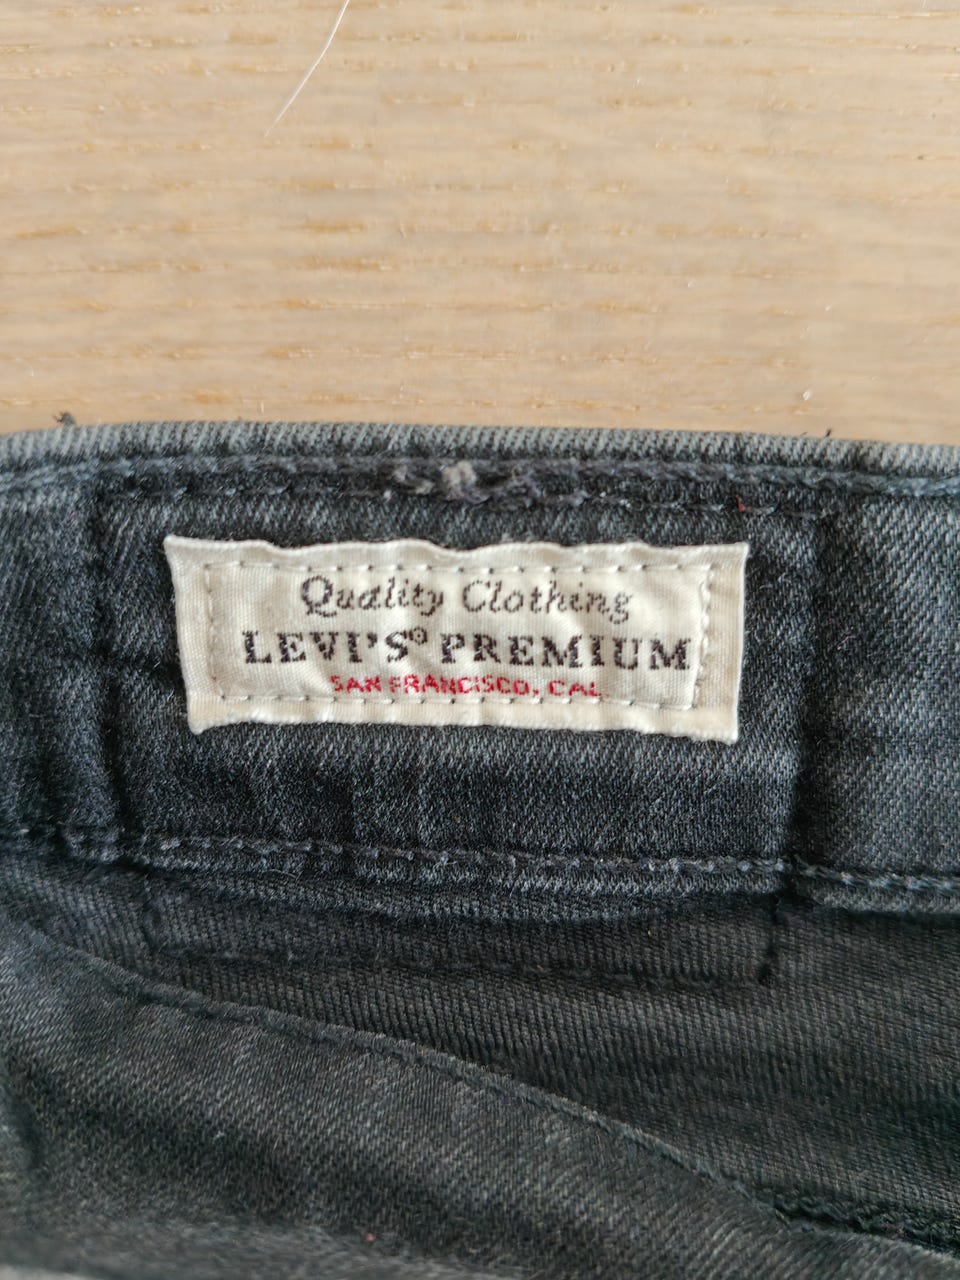 Quality Clothing
LEVI'S® PREMIUM
SAN FRANCISCO, CAL